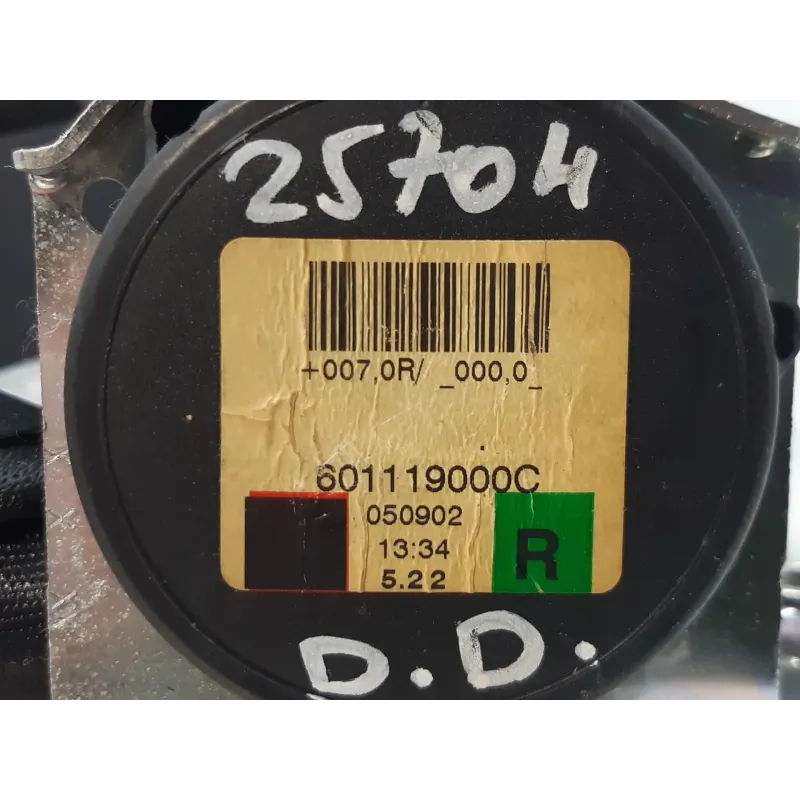 25704
+007,0R/ _000,0_
601119000C
050902
13:34
5.22
R
D.D.